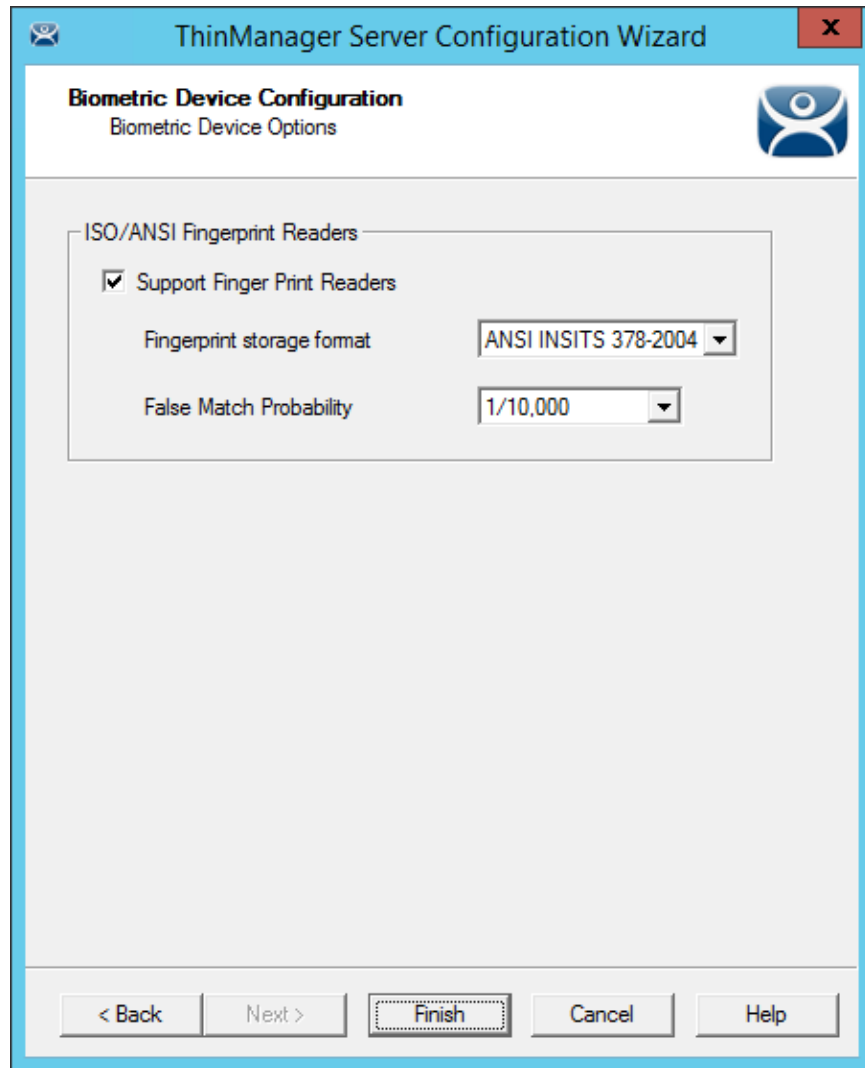 ThinManager Server Configuration Wizard
x
Biometric Device Configuration
Biometric Device Options
ISO/ANSI Fingerprint Readers
Support Finger Print Readers
Fingerprint storage format ANSI INSITS 378-2004
False Match Probability 1/10,000
< Back Next > Finish Cancel Help